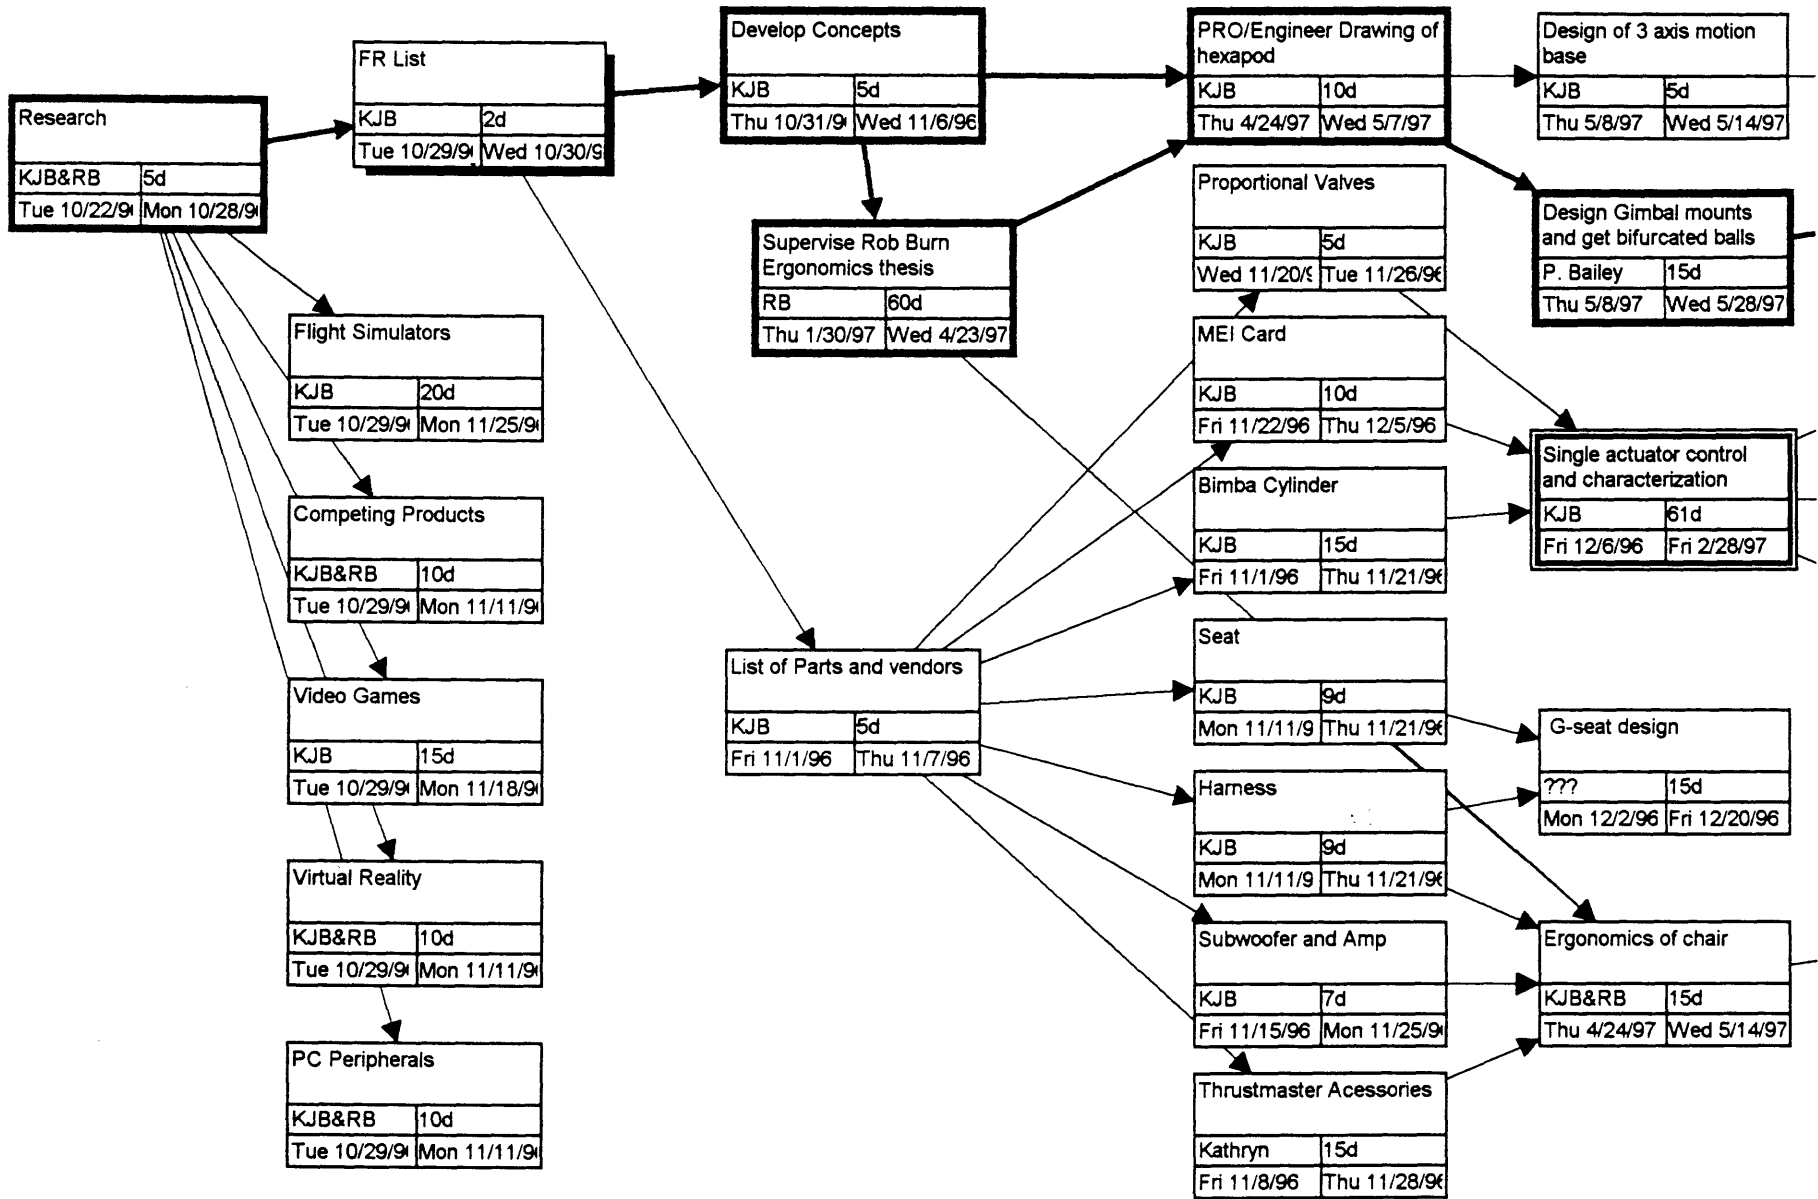 Research
KJB&RB 5d
Tue 10/22/9 Mon 10/28/9
FR List
KJB 2d
Tue 10/29/9 Wed 10/30/9
Develop Concepts
KJB 5d
Thu 10/31/9 Wed 11/6/96
PRO/Engineer Drawing of
hexapod
KJB 10d
Thu 4/24/97 Wed 5/7/97
Design of 3 axis motion
base
KJB 5d
Thu 5/8/97 Wed 5/14/97
Supervise Rob Burn
Ergonomics thesis
RB 60d
Thu 1/30/97 Wed 4/23/97
Proportional Valves
KJB 5d
Wed 11/20/9 Tue 11/26/96
Design Gimbal mounts
and get bifurcated balls
P. Bailey 15d
Thu 5/8/97 Wed 5/28/97
Flight Simulators
KJB 20d
Tue 10/29/9 Mon 11/25/9
MEI Card
KJB 10d
Fri 11/22/96 Thu 12/5/96
Single actuator control
and characterization
KJB 61d
Fri 12/6/96 Fri 2/28/97
Competing Products
KJB&RB 10d
Tue 10/29/9 Mon 11/11/9
Bimba Cylinder
KJB 15d
Fri 11/1/96 Thu 11/21/96
Video Games
KJB 15d
Tue 10/29/9 Mon 11/18/9
List of Parts and vendors
KJB 5d
Fri 11/1/96 Thu 11/7/96
Seat
KJB 9d
Mon 11/11/9 Thu 11/21/96
G-seat design
??? 15d
Mon 12/2/96 Fri 12/20/96
Harness
KJB 9d
Mon 11/11/9 Thu 11/21/96
Virtual Reality
KJB&RB 10d
Tue 10/29/9 Mon 11/11/9
Subwoofer and Amp
KJB 7d
Fri 11/15/96 Mon 11/25/9
Ergonomics of chair
KJB&RB 15d
Thu 4/24/97 Wed 5/14/97
PC Peripherals
KJB&RB 10d
Tue 10/29/9 Mon 11/11/9
Thrustmaster Acessories
Kathryn 15d
Fri 11/8/96 Thu 11/28/96